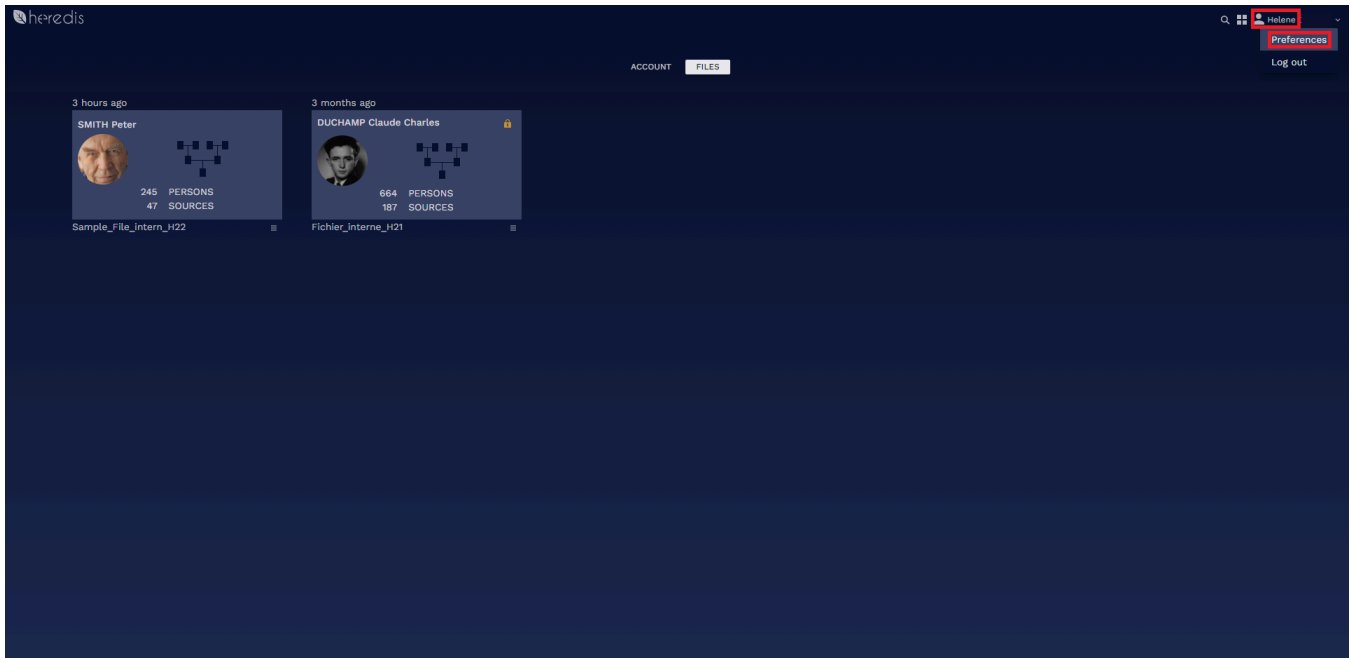 heredis
Helene
Preferences
Log out
ACCOUNT FILES
3 hours ago
SMITH Peter
245 PERSONS
47 SOURCES
Sample_File_intern_H22
3 months ago
DUCHAMP Claude Charles
664 PERSONS
187 SOURCES
Fichier_interne_H21